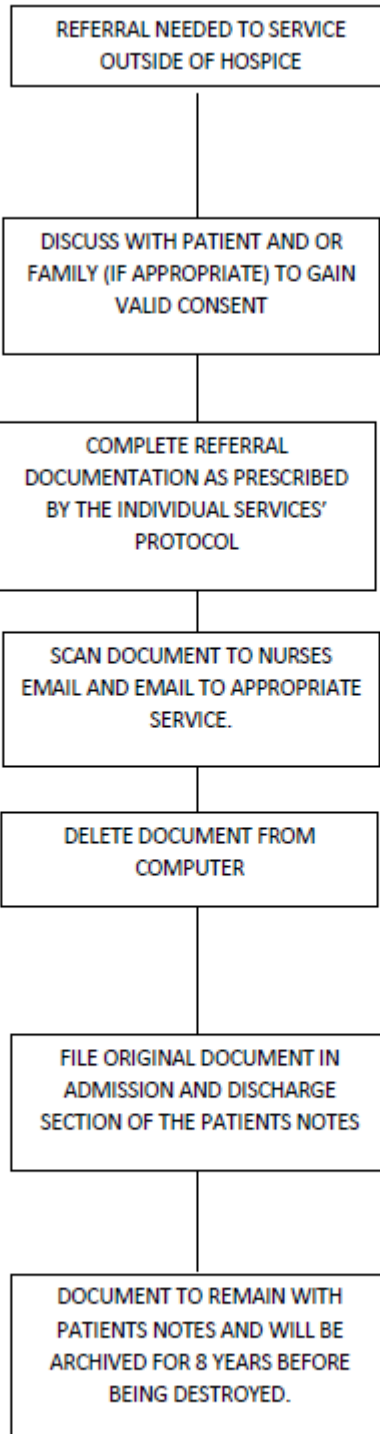 REFERRAL NEEDED TO SERVICE
OUTSIDE OF HOSPICE
DISCUSS WITH PATIENT AND OR
FAMILY (IF APPROPRIATE) TO GAIN
VALID CONSENT
COMPLETE REFERRAL
DOCUMENTATION AS PRESCRIBED
BY THE INDIVIDUAL SERVICES'
PROTOCOL
SCAN DOCUMENT TO NURSES
EMAIL AND EMAIL TO APPROPRIATE
SERVICE.
DELETE DOCUMENT FROM
COMPUTER
FILE ORIGINAL DOCUMENT IN
ADMISSION AND DISCHARGE
SECTION OF THE PATIENTS NOTES
DOCUMENT TO REMAIN WITH
PATIENTS NOTES AND WILL BE
ARCHIVED FOR 8 YEARS BEFORE
BEING DESTROYED.